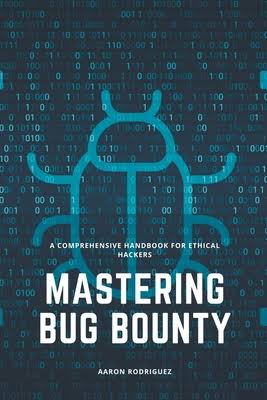 A COMPREHENSIVE HANDBOOK FOR ETHICAL
HACKERS
MASTERING
BUG BOUNTY
AARON RODRIGUEZ